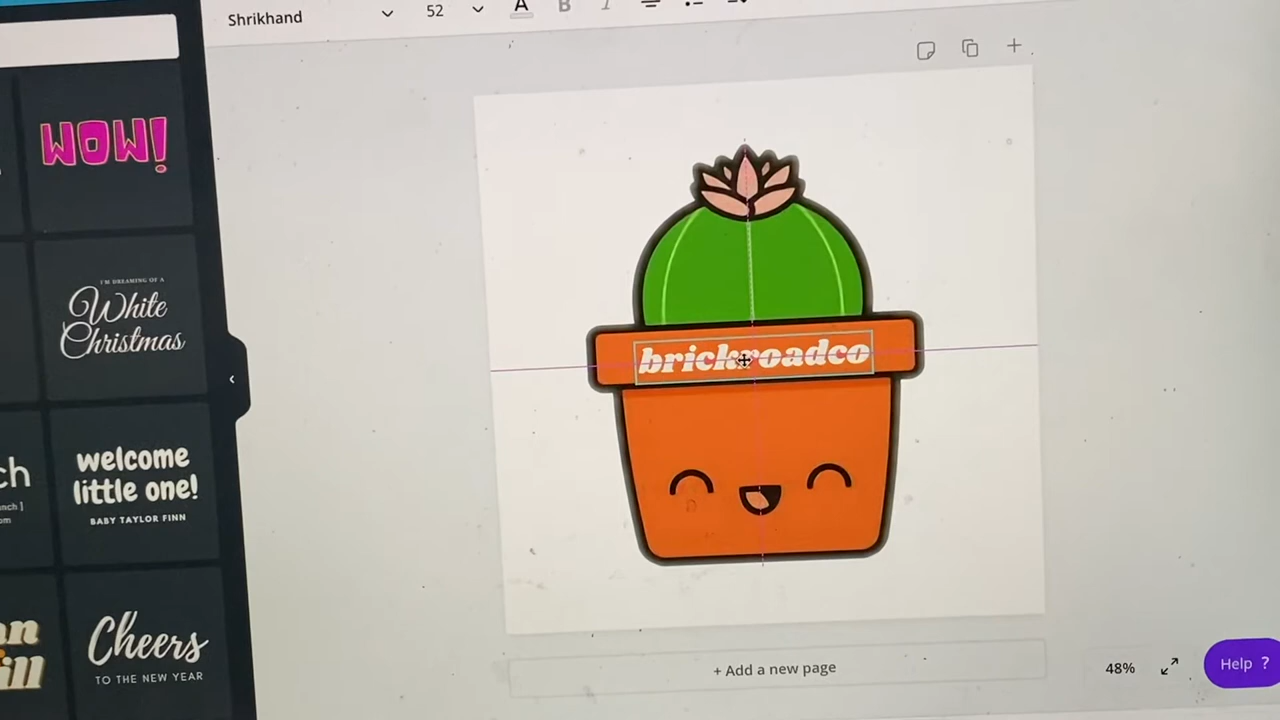 Shrikhand
52
A
B
I
WOW!
I'M DREAMING OF A
White
Christmas
ch
welcome
little one!
BABY TAYLOR FINN
Cheers
TO THE NEW YEAR
brickroadco
+ Add a new page
48%
Help ?